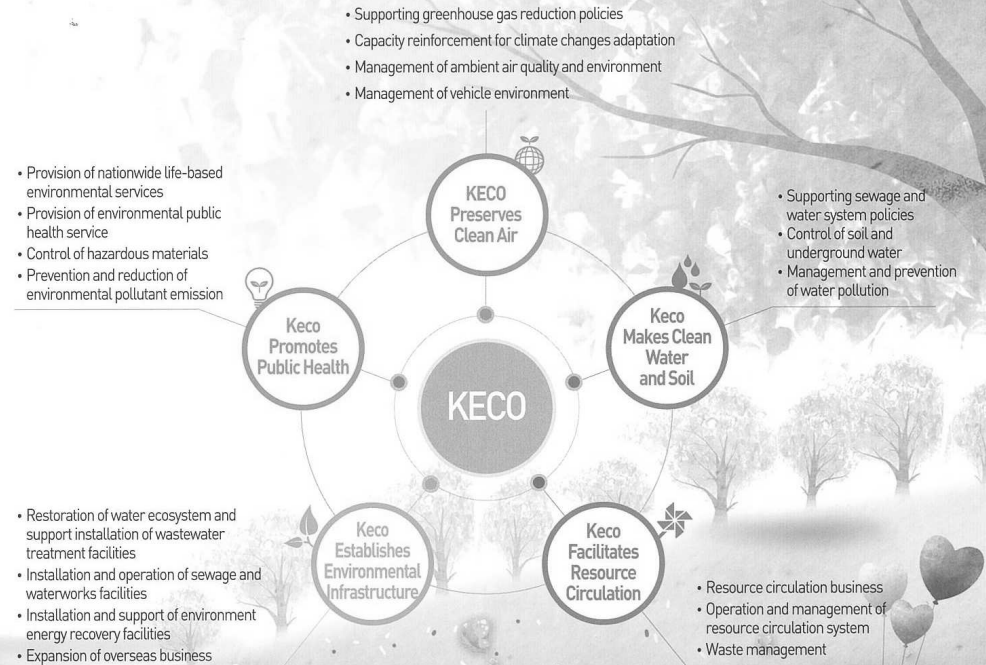 • Supporting greenhouse gas reduction policies
• Capacity reinforcement for climate changes adaptation
• Management of ambient air quality and environment
• Management of vehicle environment
KECO
Preserves
Clean Air
• Provision of nationwide life-based
environmental services
• Provision of environmental public
health service
• Control of hazardous materials
• Prevention and reduction of
environmental pollutant emission
• Supporting sewage and
water system policies
• Control of soil and
underground water
• Management and prevention
of water pollution
Keco
Promotes
Public Health
Keco
Makes Clean
Water
and Soil
KECO
Keco
Establishes
Environmental
Infrastructure
Keco
Facilitates
Resource
Circulation
• Restoration of water ecosystem and
support installation of wastewater
treatment facilities
• Installation and operation of sewage and
waterworks facilities
• Installation and support of environment
energy recovery facilities
• Expansion of overseas business
• Resource circulation business
• Operation and management of
resource circulation system
• Waste management